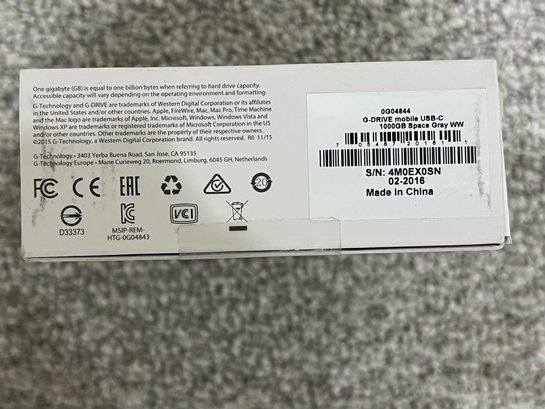 One gigabyte (GB) is equal to one billion bytes when referring to hard drive capacity.
Accessible capacity will vary depending on the operating environment and formatting.
G-Technology and G-DRIVE are trademarks of Western Digital Corporation or its affiliates
in the United States and/or other countries. Apple, FireWire, Mac, Mac Pro, Time Machine
and the Mac logo are trademarks of Apple, Inc. Microsoft, Windows, Windows Vista and
Windows XP are trademarks or registered trademarks of Microsoft Corporation in the US
and/or other countries. Other trademarks are the property of their respective owners.
©2015 G-Technology, a Western Digital Corporation brand. All rights reserved. R0 11/15
G-Technology • 3403 Yerba Buena Road, San Jose, CA 95135
G-Technology Europe • Marie Curieweg 20, Roermond, Limburg, 6045 GH, Netherlands
FC CE EAC 20
D33373
MSIP-REM-
HTG-0G04843
VCI
0G04844
G-DRIVE mobile USB-C
1000GB Space Gray WW
S/N: 4M0EX0SN
02-2016
Made in China